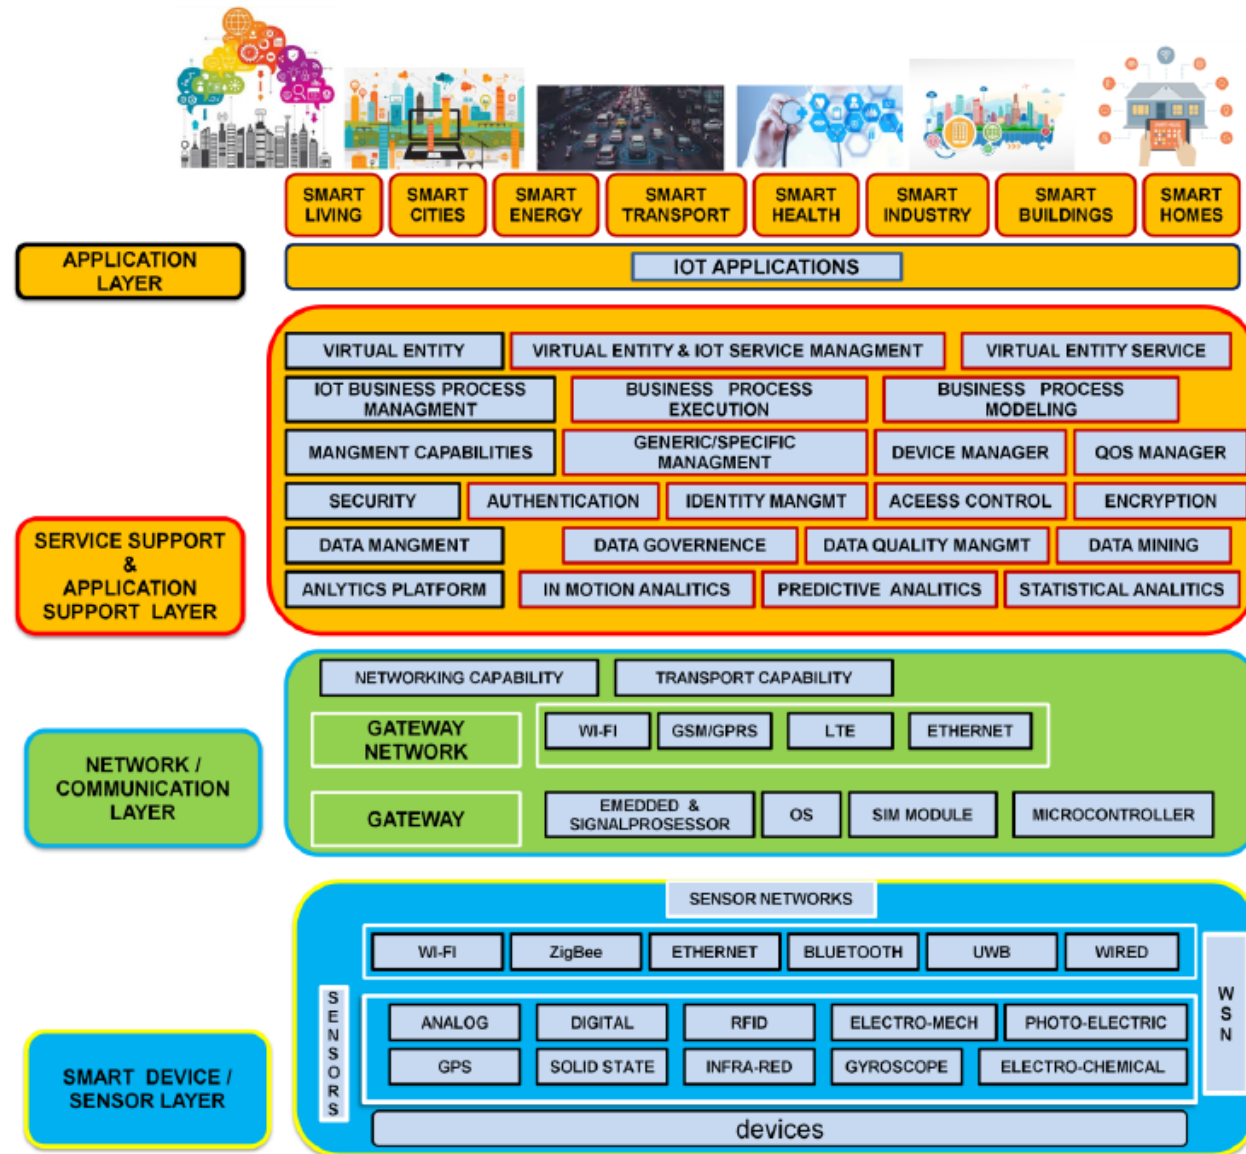 SMART LIVING
SMART CITIES
SMART ENERGY
SMART TRANSPORT
SMART HEALTH
SMART INDUSTRY
SMART BUILDINGS
SMART HOMES
APPLICATION
LAYER
IOT APPLICATIONS
SERVICE SUPPORT
&
APPLICATION
SUPPORT LAYER
VIRTUAL ENTITY
VIRTUAL ENTITY & IOT SERVICE MANAGMENT
VIRTUAL ENTITY SERVICE
IOT BUSINESS PROCESS
MANAGMENT
BUSINESS PROCESS
EXECUTION
BUSINESS PROCESS
MODELING
MANGMENT CAPABILITIES
GENERIC/SPECIFIC
MANAGMENT
DEVICE MANAGER
QOS MANAGER
SECURITY
AUTHENTICATION
IDENTITY MANGMT
ACEESS CONTROL
ENCRYPTION
DATA MANGMENT
DATA GOVERNENCE
DATA QUALITY MANGMT
DATA MINING
ANLYTICS PLATFORM
IN MOTION ANALITICS
PREDICTIVE ANALITICS
STATISTICAL ANALITICS
NETWORK /
COMMUNICATION
LAYER
NETWORKING CAPABILITY
TRANSPORT CAPABILITY
GATEWAY
NETWORK
WI-FI
GSM/GPRS
LTE
ETHERNET
GATEWAY
EMEDDED &
SIGNALPROSESSOR
OS
SIM MODULE
MICROCONTROLLER
SMART DEVICE /
SENSOR LAYER
SENSOR NETWORKS
WI-FI
ZigBee
ETHERNET
BLUETOOTH
UWB
WIRED
SENSORS
ANALOG
DIGITAL
RFID
ELECTRO-MECH
PHOTO-ELECTRIC
GPS
SOLID STATE
INFRA-RED
GYROSCOPE
ELECTRO-CHEMICAL
WSN
devices